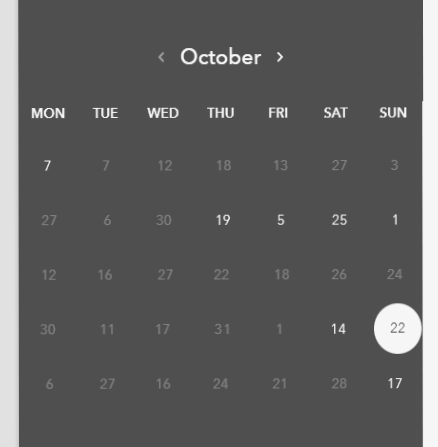 ‹ October ›
MON TUE WED THU FRI SAT SUN
7 7 12 18 13 27 3
27 6 30 19 5 25 1
12 16 27 22 18 26 24
30 11 17 31 1 14 22
6 27 16 24 21 28 17